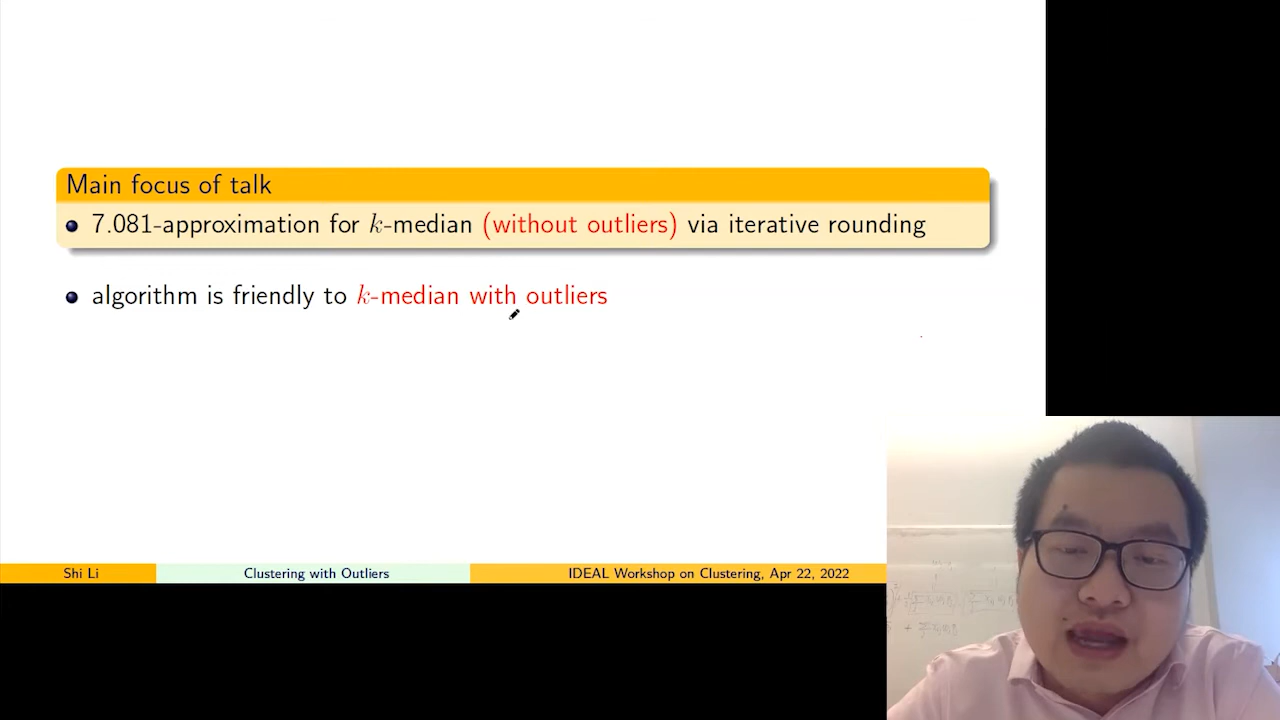 Main focus of talk
7.081-approximation for k-median (without outliers) via iterative rounding
algorithm is friendly to k-median with outliers
Shi Li
Clustering with Outliers
IDEAL Workshop on Clustering, Apr 22, 2022